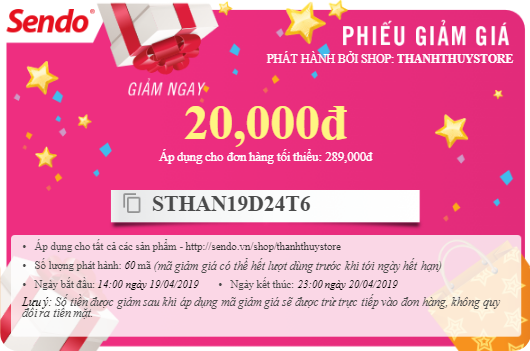 Sendo®
PHIẾU GIẢM GIÁ
PHÁT HÀNH BỞI SHOP: THANHTHUYSTORE
GIẢM NGAY
20,000đ
Áp dụng cho đơn hàng tối thiểu: 289,000đ
STHAN19D24T6
• Áp dụng cho tất cả các sản phẩm - http://sendo.vn/shop/thanhthuystore
• Số lượng phát hành: 60 mã (mã giảm giá có thể hết lượt dùng trước khi tới ngày hết hạn)
• Ngày bắt đầu: 14:00 ngày 19/04/2019 • Ngày kết thúc: 23:00 ngày 20/04/2019
Lưu ý: Số tiền được giảm sau khi áp dụng mã giảm giá sẽ được trừ trực tiếp vào đơn hàng, không quy
đổi ra tiền mặt.